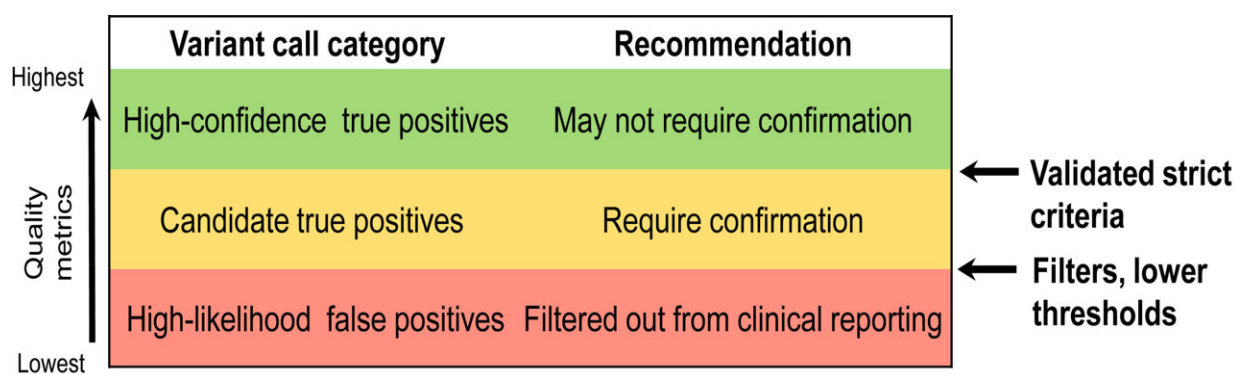 Variant call category Recommendation
Highest
High-confidence true positives May not require confirmation
Validated strict
criteria
Quality
metrics
Candidate true positives Require confirmation
Filters, lower
thresholds
High-likelihood false positives Filtered out from clinical reporting
Lowest